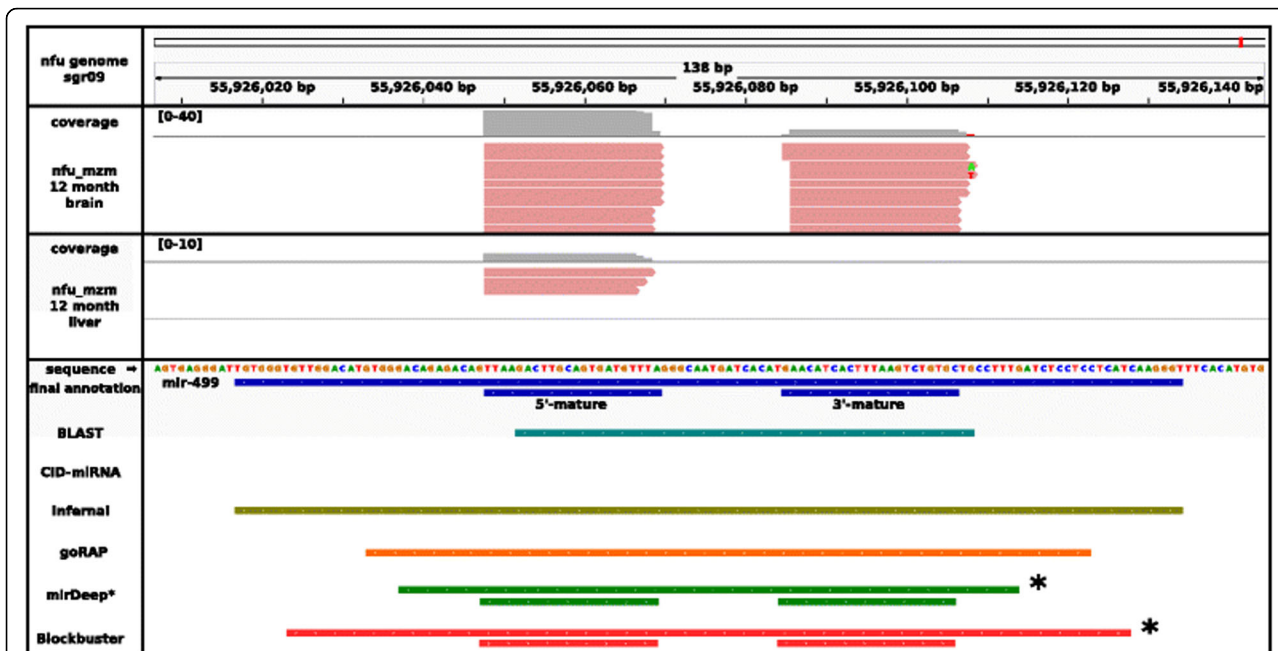 nfu genome
sgr09
138 bp
55,926,020 bp 55,926,040 bp 55,926,060 bp 55,926,080 bp 55,926,100 bp 55,926,120 bp 55,926,140 bp
coverage [0-40]
nfu_mzm
12 month
brain
A
T
coverage [0-10]
nfu_mzm
12 month
liver
sequence → AGTGAGGGATTGTGGGTGTTGGACATGTGGGACAGAGACAGTTAAGACTTGCAGTGATGTTTAGGGCAATGATCACATGAACATCACTTTAAGTCTGTGCTGCCTTTGATCTCCTCCTCATCAAGGGTTTCACATGTG
final annotation mir-499
5'-mature 3'-mature
BLAST
CID-miRNA
Infernal
goRAP
mirDeep* *
Blockbuster *